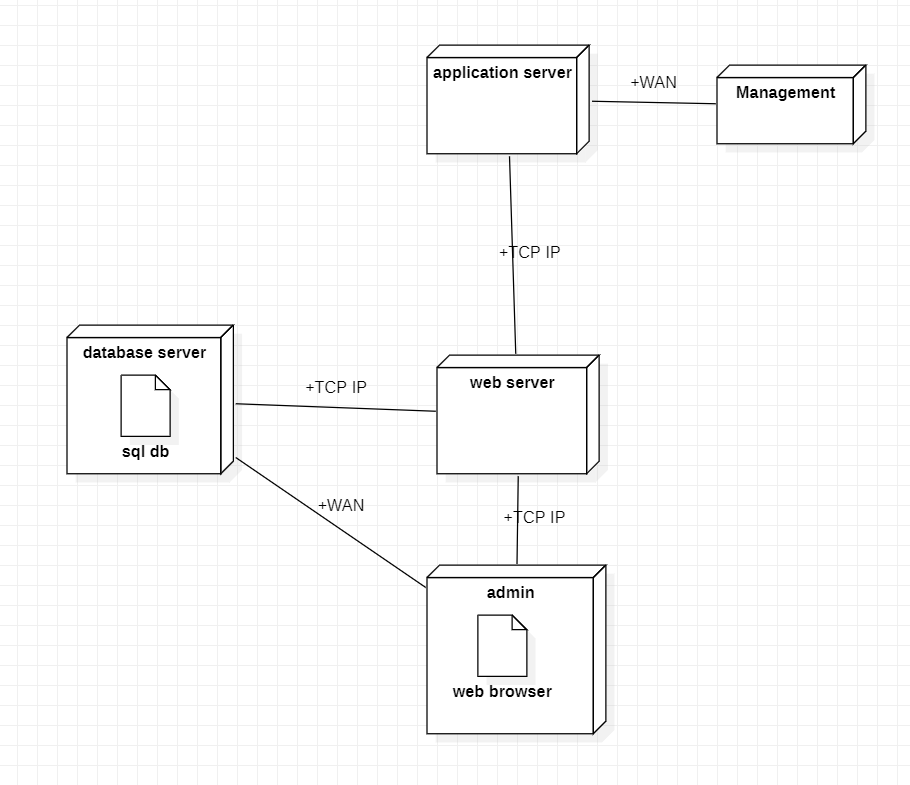 application server
+WAN
Management
+TCP IP
database server
sql db
+TCP IP
web server
+WAN
+TCP IP
admin
web browser